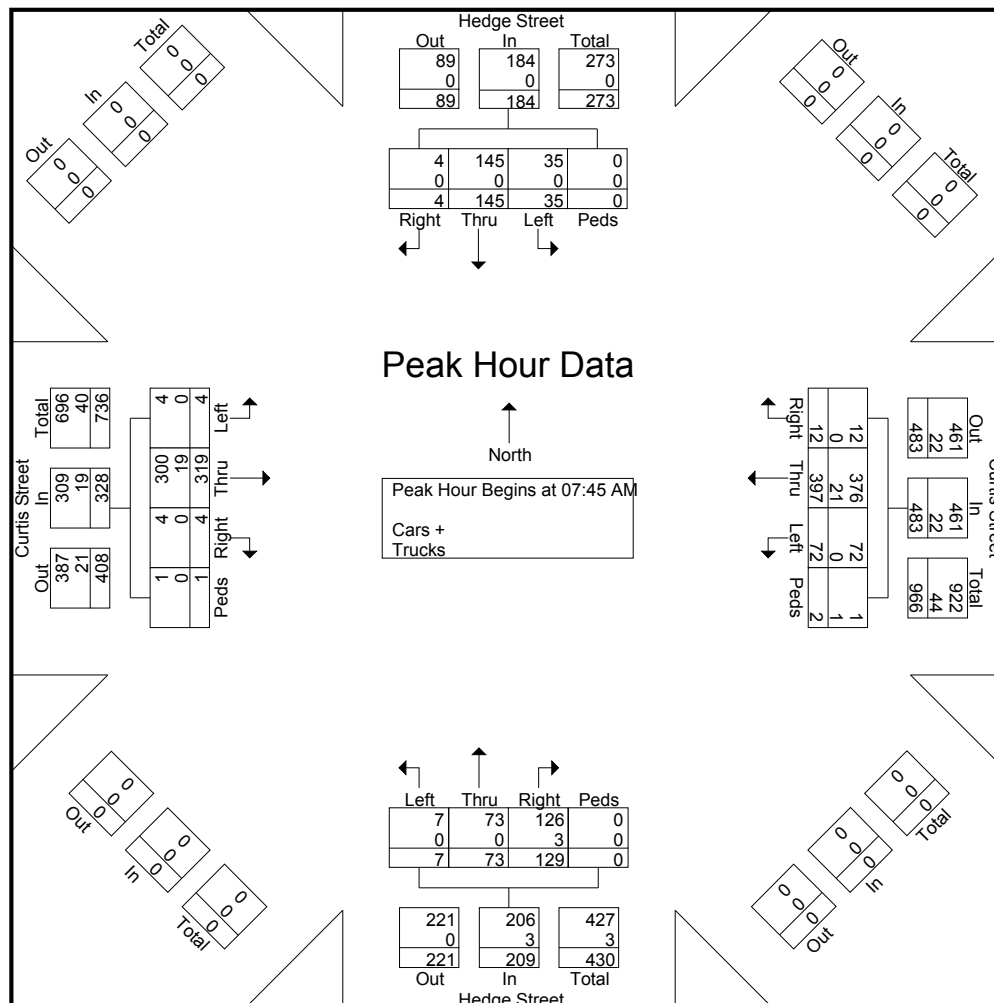 Hedge Street
Out In Total
89 184 273
0 0 0
89 184 273
4 145 35 0
0 0 0 0
4 145 35 0
Right Thru Left Peds
Total
0
0
0
In
0
0
0
Out
0
0
0
Out
0
0
0
In
0
0
0
Total
0
0
0
Peak Hour Data
North
Peak Hour Begins at 07:45 AM
Cars +
Trucks
Curtis Street
Out In Total
387 309 696
21 19 40
408 328 736
4 300 4 1
0 19 0 0
4 319 4 1
Left Thru Right Peds
Curtis Street
Out In Total
461 461 922
22 22 44
483 483 966
12 376 72 1
0 21 0 1
12 397 72 2
Right Thru Left Peds
Left Thru Right Peds
7 73 126 0
0 0 3 0
7 73 129 0
221 206 427
0 3 3
221 209 430
Out In Total
Hedge Street
0
0
0
Out
0
0
0
In
0
0
0
Total
0
0
0
Total
0
0
0
In
0
0
0
Out